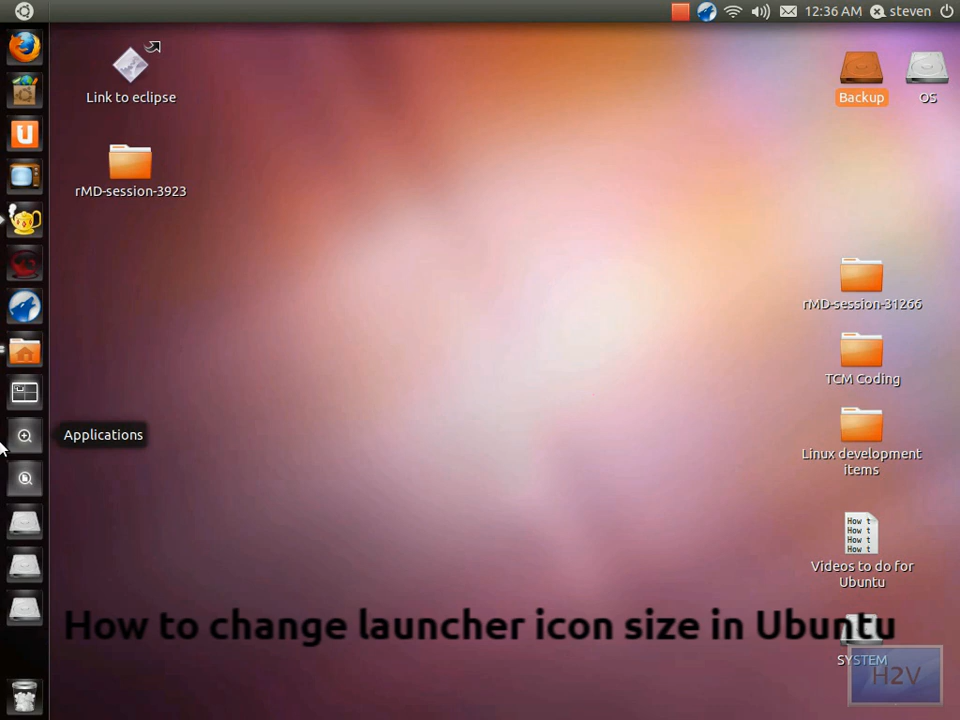 12:36 AM steven
Link to eclipse
Backup
OS
rMD-session-3923
rMD-session-31266
TCM Coding
Applications
Linux development
items
How t
How t
How t
How t
Videos to do for
Ubuntu
How to change launcher icon size in Ubuntu
SYSTEM
H2V